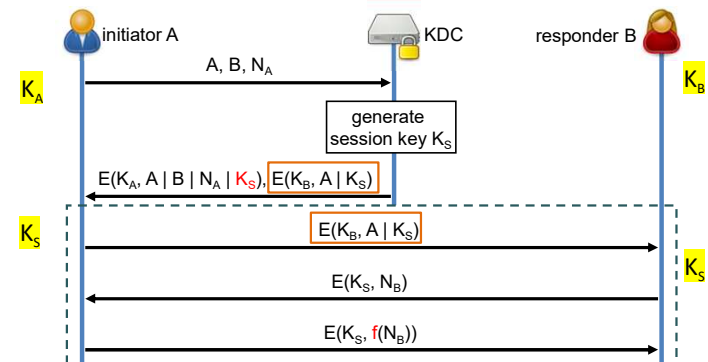 initiator A
KDC
responder B
A, B, N_A
K_A
K_B
generate
session key K_S
E(K_A, A | B | N_A | K_S), E(K_B, A | K_S)
K_S
E(K_B, A | K_S)
K_S
E(K_S, N_B)
E(K_S, f(N_B))